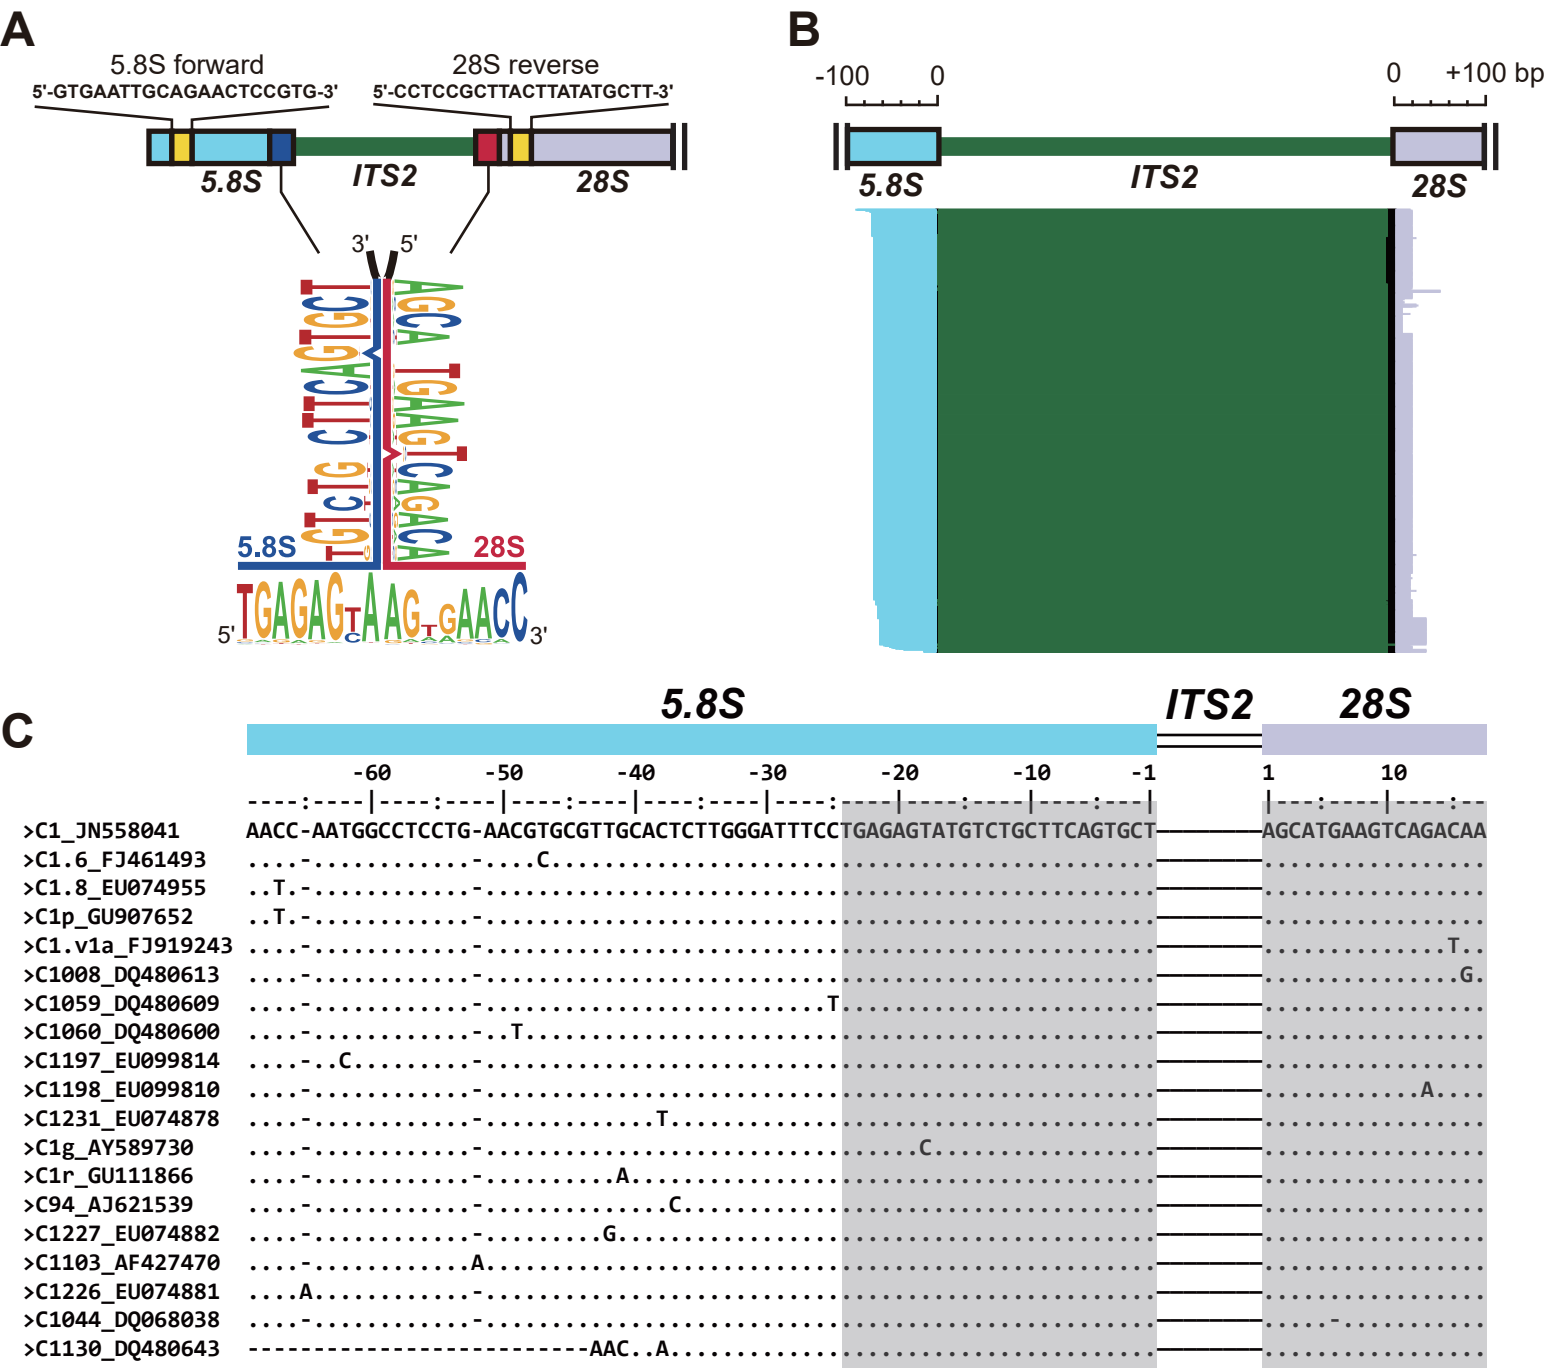 A
5.8S forward
5'-GTGAATTGCAGAACTCCGTG-3'
28S reverse
5'-CCTCCGCTTACTTATATGCTT-3'
5.8S
ITS2
28S
3' 5'
T A
C G
G C
T A
G
A T
C G
T A
T A
C G
T
G C
T A
C G
T A
G C
T A
5.8S 28S
5' TGAGAGTAAGTGAACC 3'
B
-100 0 0 +100 bp
5.8S ITS2 28S
C
5.8S ITS2 28S
-60 -50 -40 -30 -20 -10 -1 1 10
>C1_JN558041 AACC-AATGGCCTCCTG-AACGTGCGTTGCACTCTTGGGATTTCCTGAGAGTATGTCTGCTTCAGTGCT AGCATGAAGTCAGACAA
>C1.6_FJ461493 ....-............-....C.............................................. .................
>C1.8_EU074955 ..T.-............-................................................... .................
>C1p_GU907652 ..T.-............-................................................... .................
>C1.v1a_FJ919243 ....-............-................................................... ..............T..
>C1008_DQ480613 ....-............-................................................... ...............G.
>C1059_DQ480609 ....-............-..........................T........................ .................
>C1060_DQ480600 ....-............-..T................................................ .................
>C1197_EU099814 ....-..C.........-................................................... .................
>C1198_EU099810 ....-............-................................................... ............A....
>C1231_EU074878 ....-............-.............T..................................... .................
>C1g_AY589730 ....-............-.................................C................. .................
>C1r_GU111866 ....-............-..........A........................................ .................
>C94_AJ621539 ....-............-..............C.................................... .................
>C1227_EU074882 ....-............-.........G......................................... .................
>C1103_AF427470 ....-............A................................................... .................
>C1226_EU074881 ....A............-................................................... .................
>C1044_DQ068038 ....-............-................................................... .....-...........
>C1130_DQ480643 --------------------------AAC..A..................................... .................